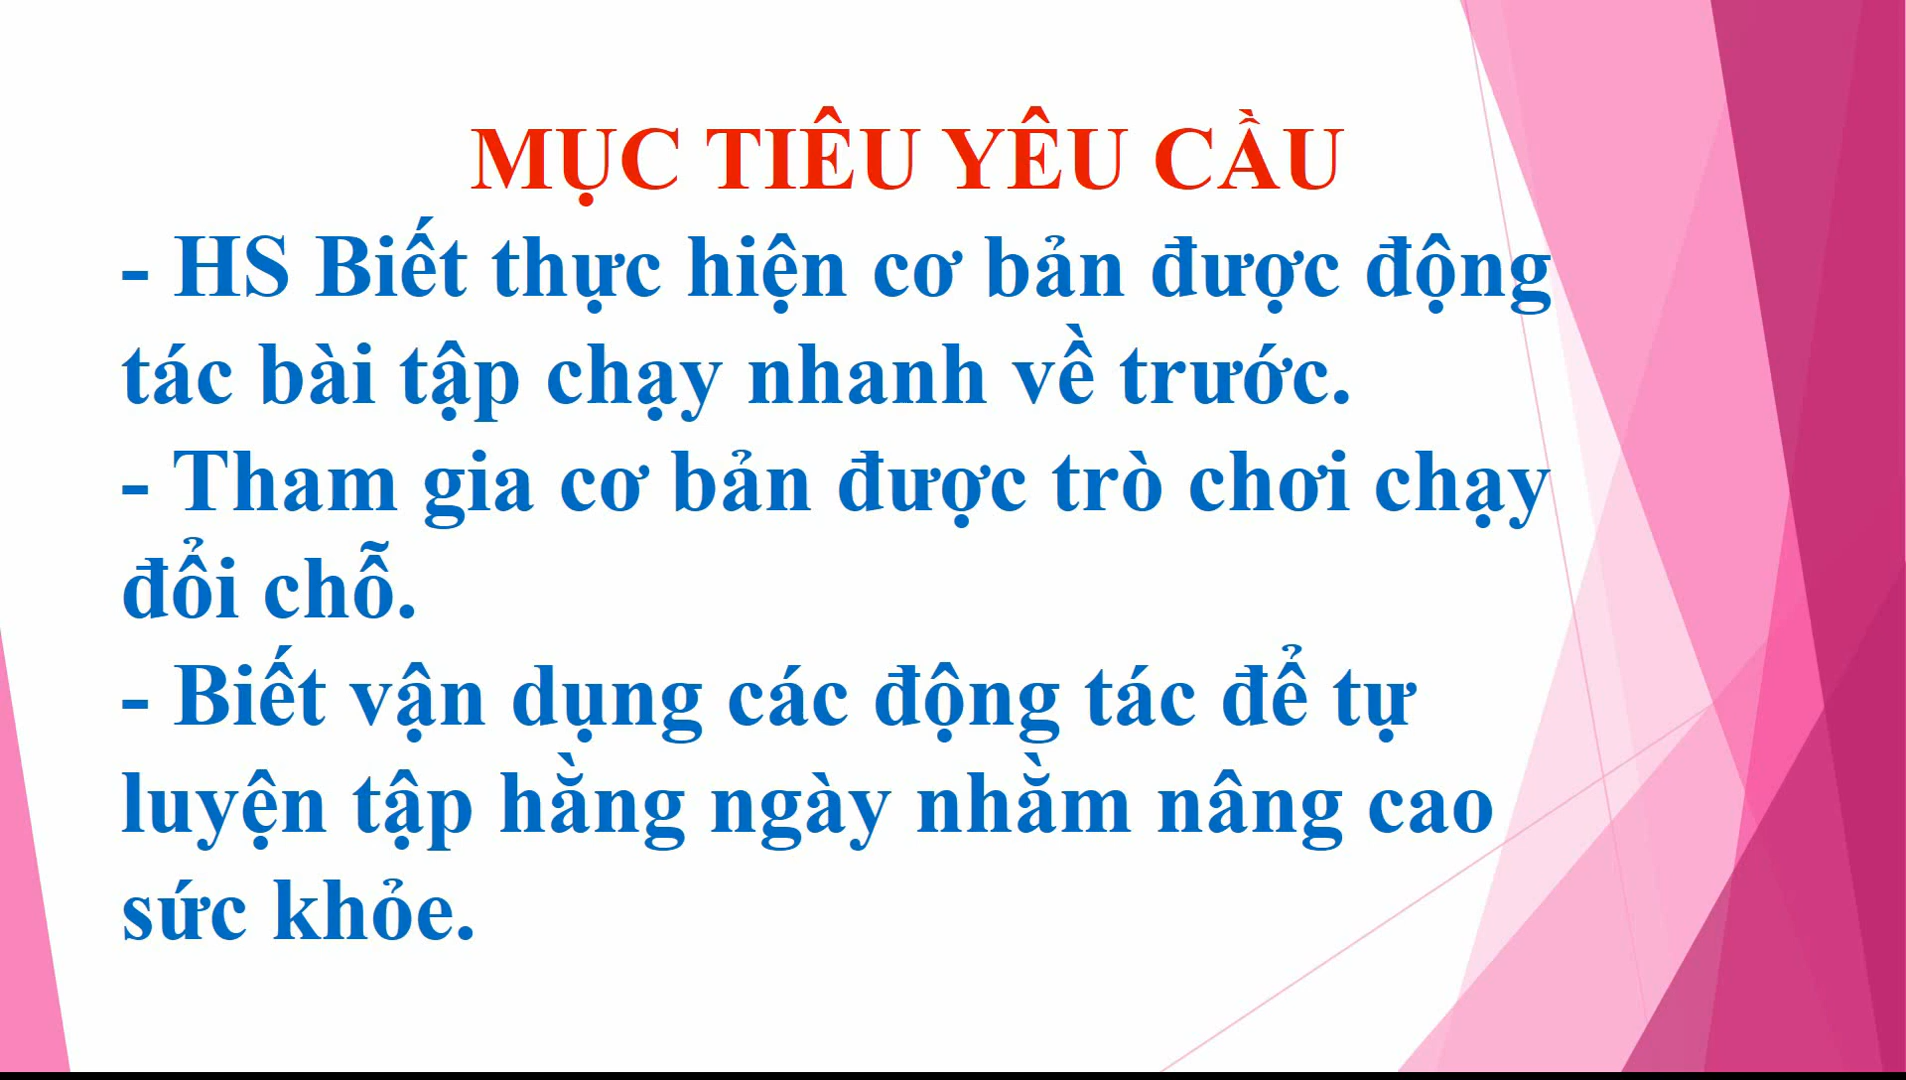 MỤC TIÊU YÊU CẦU
- HS Biết thực hiện cơ bản được động
tác bài tập chạy nhanh về trước.
- Tham gia cơ bản được trò chơi chạy
đổi chỗ.
- Biết vận dụng các động tác để tự
luyện tập hằng ngày nhằm nâng cao
sức khỏe.